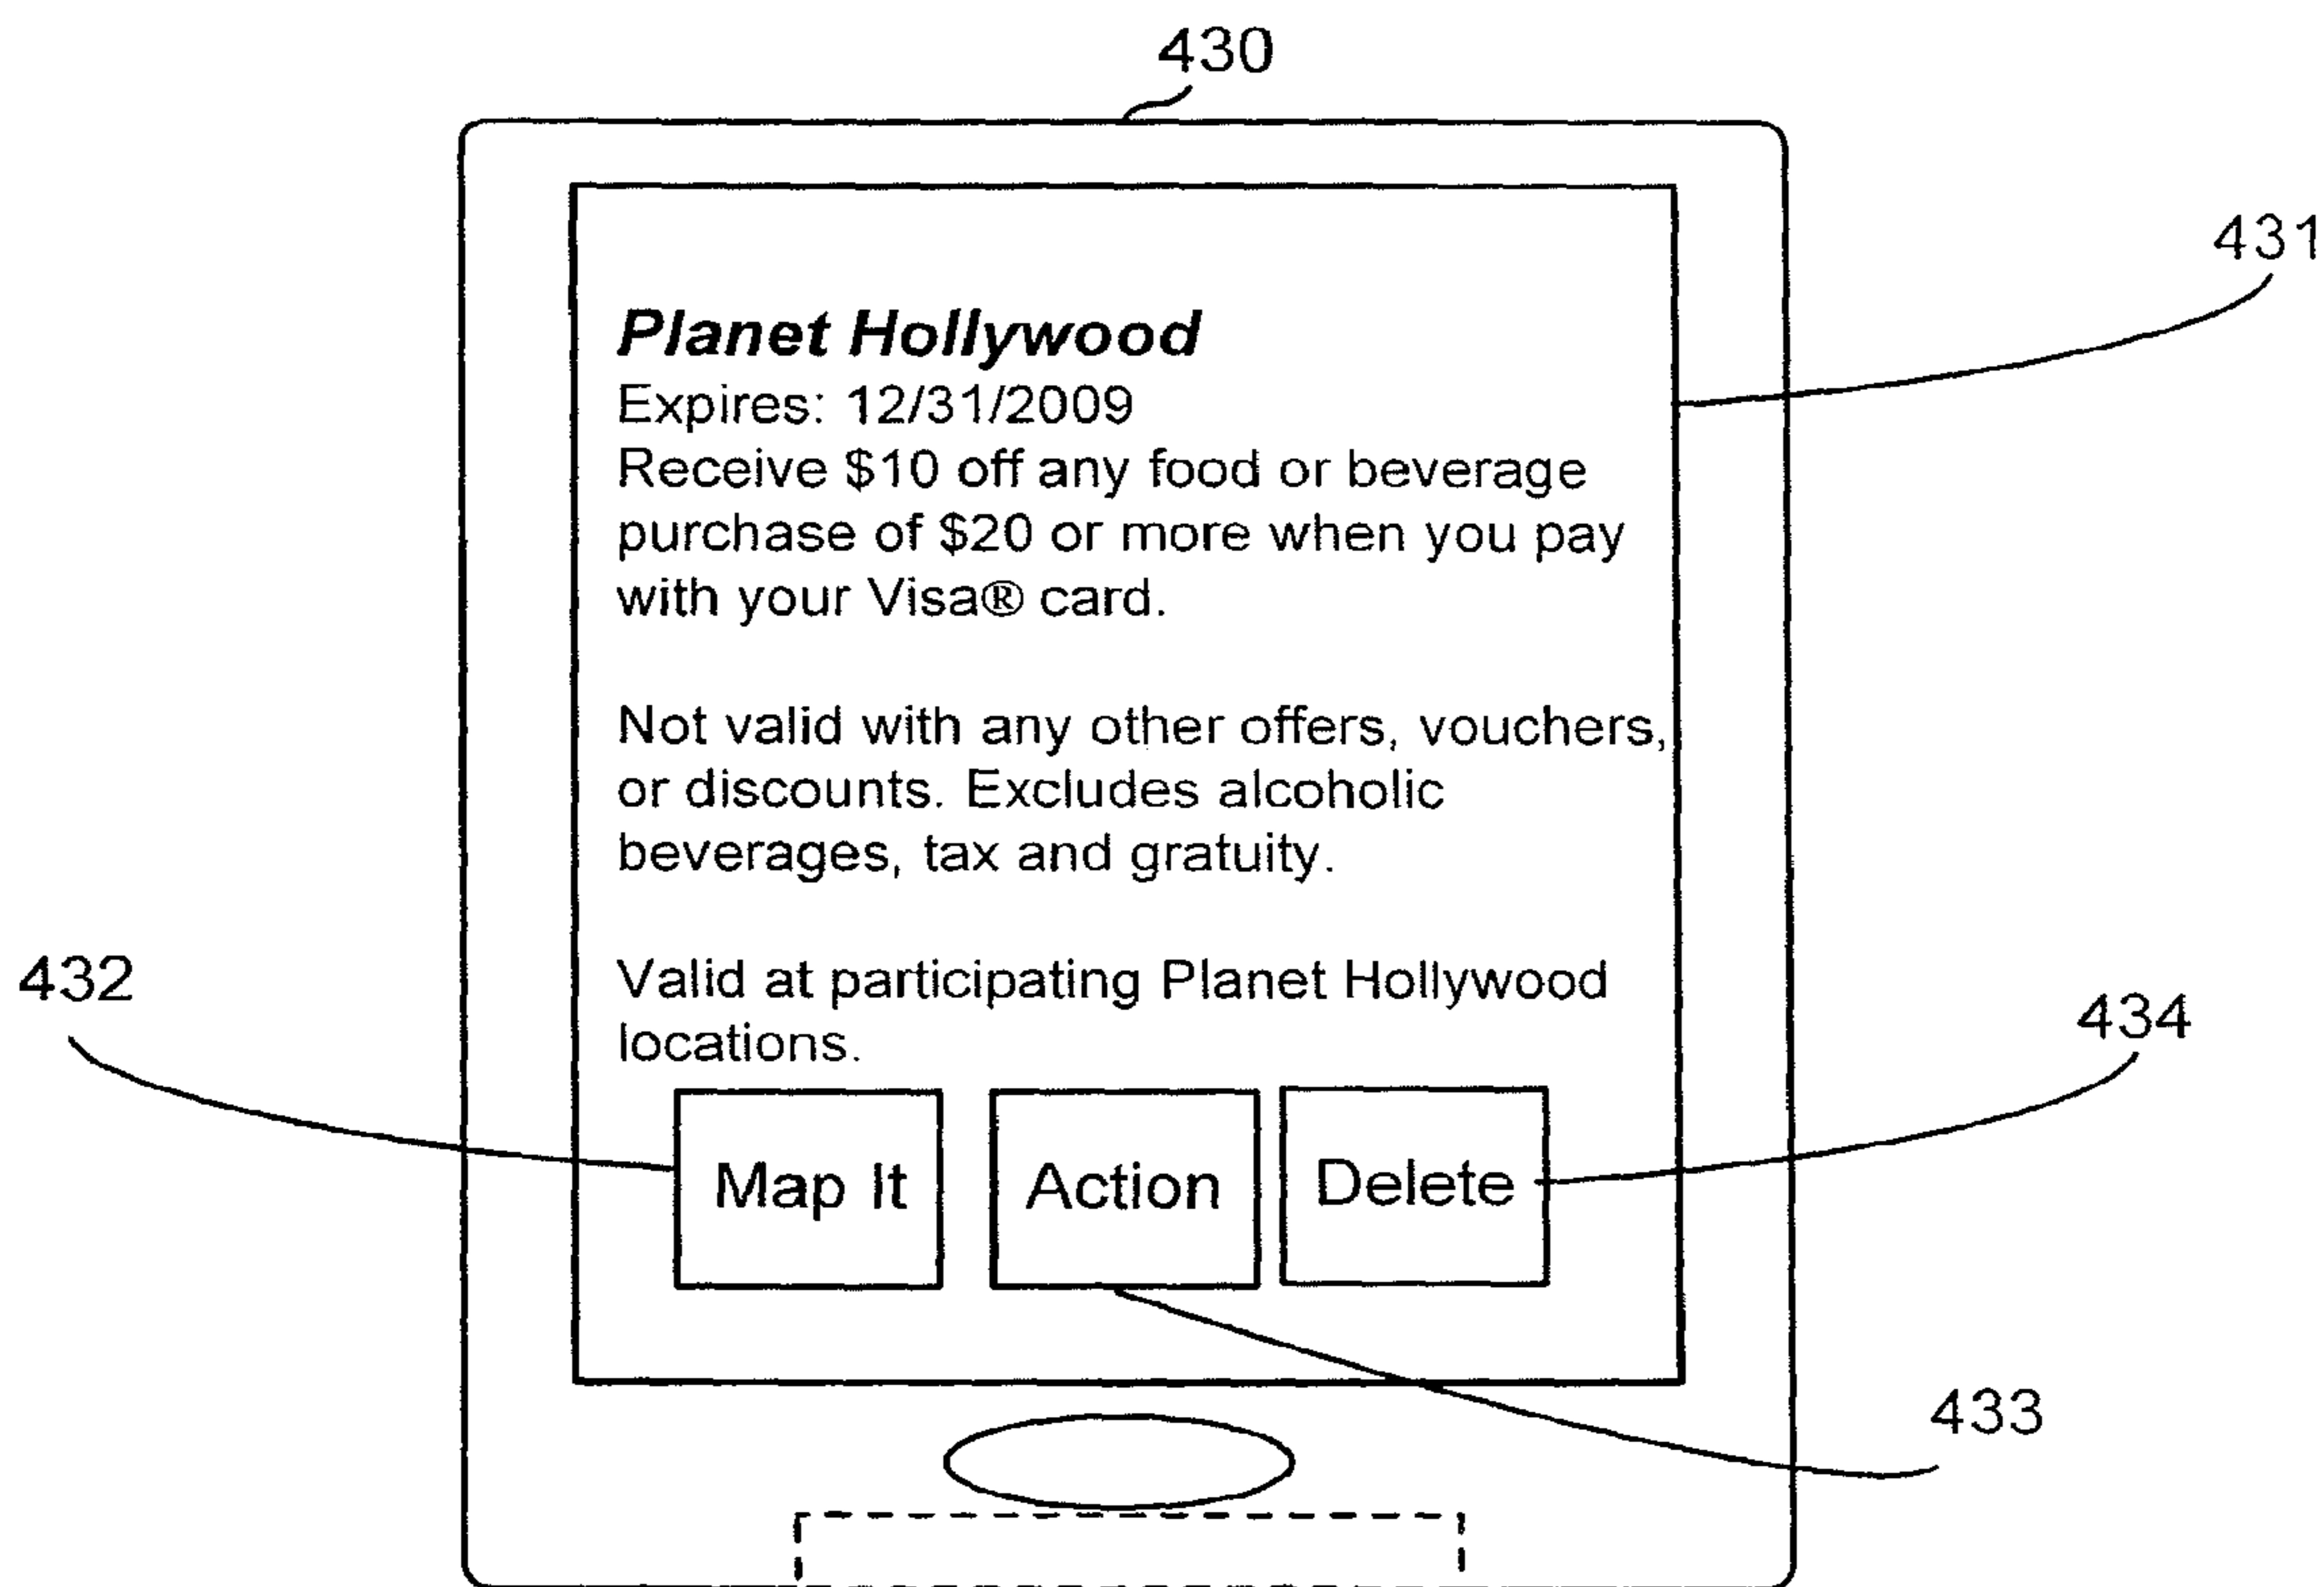 430
431
Planet Hollywood
Expires: 12/31/2009
Receive $10 off any food or beverage
purchase of $20 or more when you pay
with your Visa® card.
Not valid with any other offers, vouchers,
or discounts. Excludes alcoholic
beverages, tax and gratuity.
Valid at participating Planet Hollywood
locations.
432
434
Map It
Action
Delete
433